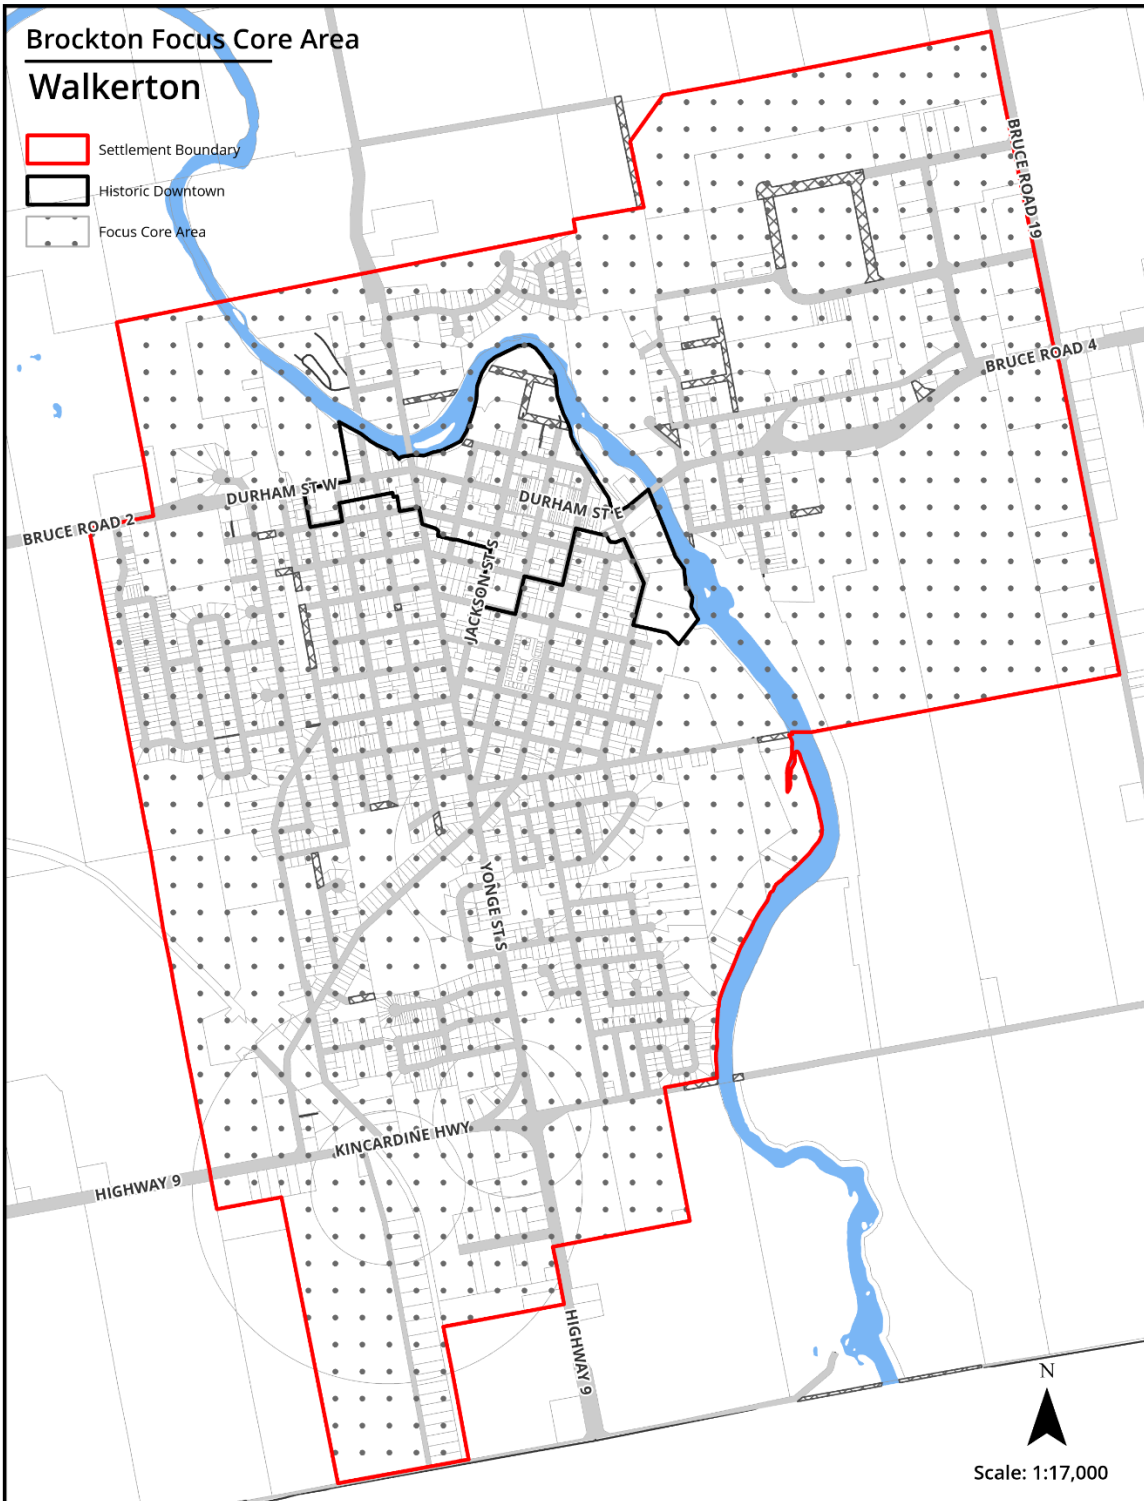 Brockton Focus Core Area
Walkerton
Settlement Boundary
Historic Downtown
Focus Core Area
BRUCE ROAD 19
BRUCE ROAD 4
DURHAM ST W
DURHAM ST E
BRUCE ROAD 2
JACKSON ST S
YONGE ST S
KINCARDINE HWY
HIGHWAY 9
HIGHWAY 9
N
Scale: 1:17,000